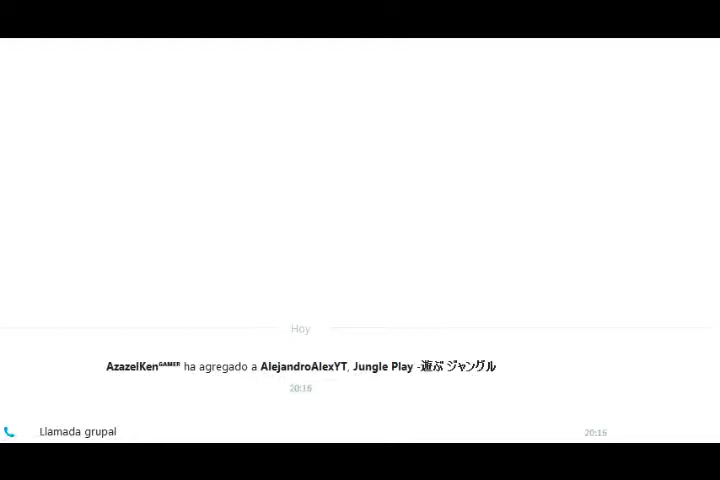 Hoy
AzazelKenᴳᴬᴹᴱᴿ ha agregado a AlejandroAlexYT, Jungle Play -遊ぶ ジャングル
20:16
Llamada grupal 20:16